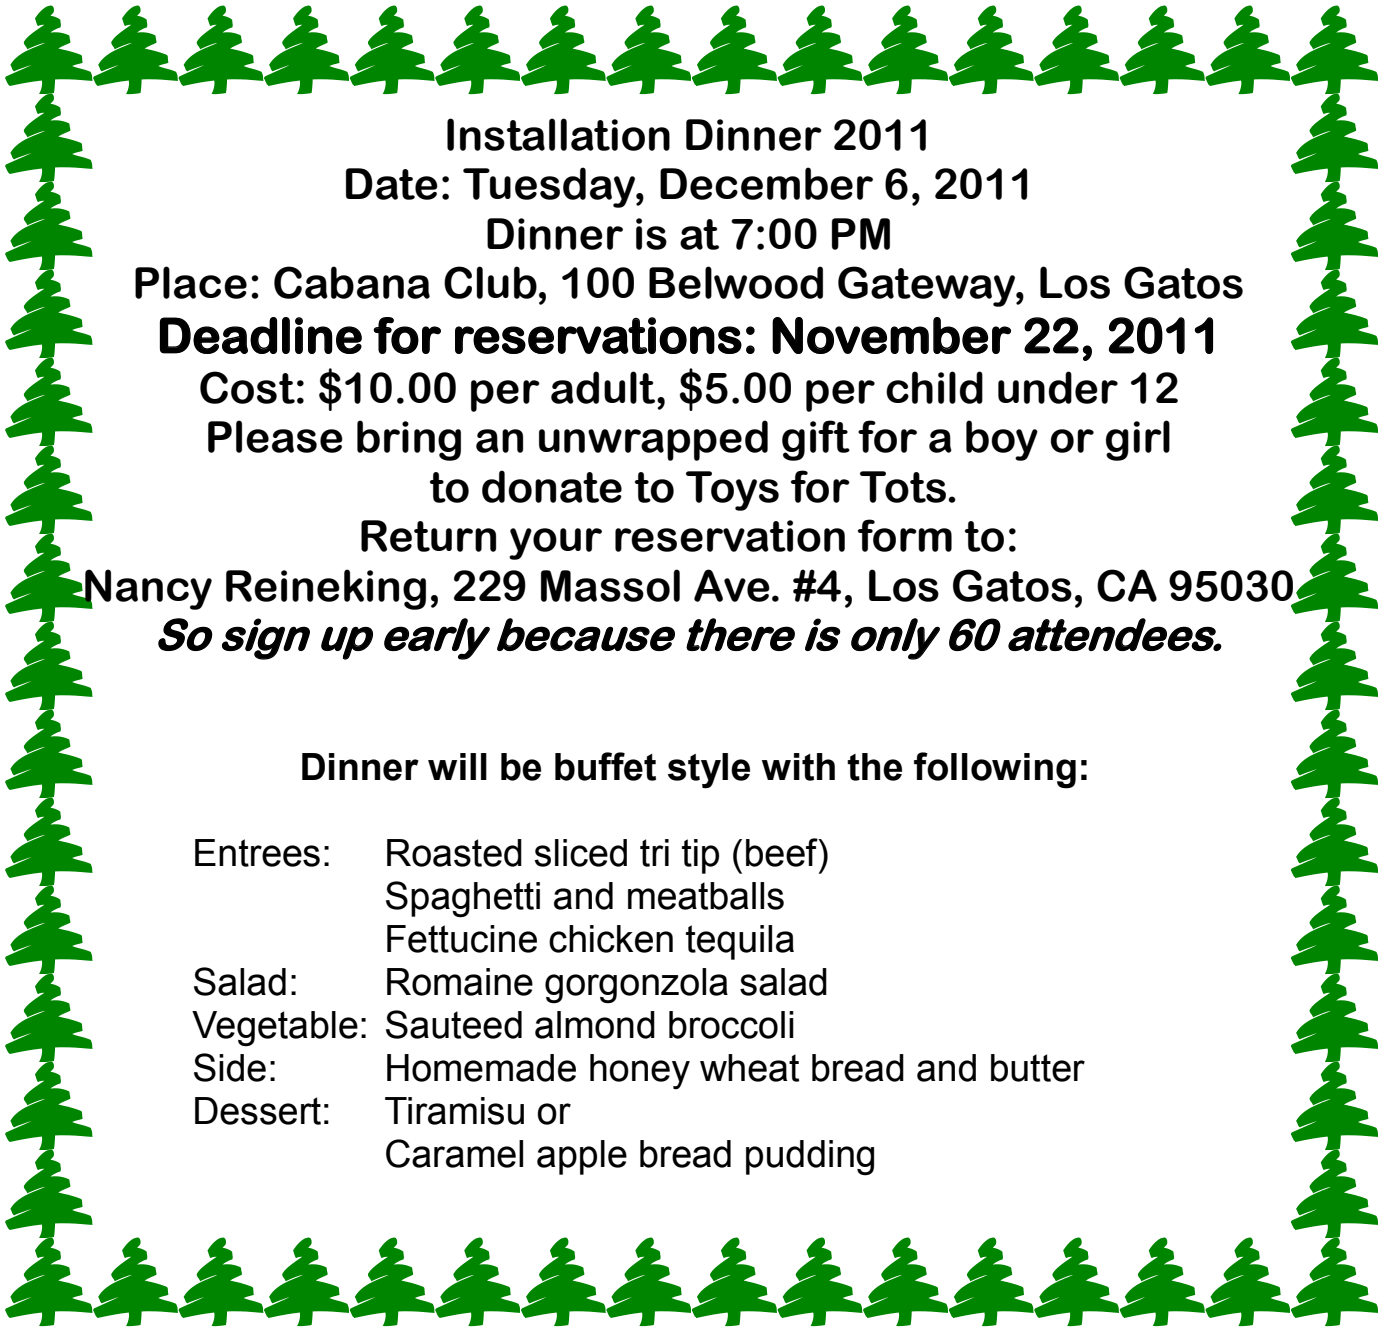 Installation Dinner 2011
Date: Tuesday, December 6, 2011
Dinner is at 7:00 PM
Place: Cabana Club, 100 Belwood Gateway, Los Gatos
Deadline for reservations: November 22, 2011
Cost: $10.00 per adult, $5.00 per child under 12
Please bring an unwrapped gift for a boy or girl
to donate to Toys for Tots.
Return your reservation form to:
Nancy Reineking, 229 Massol Ave. #4, Los Gatos, CA 95030
So sign up early because there is only 60 attendees.
Dinner will be buffet style with the following:
Entrees: Roasted sliced tri tip (beef)
Spaghetti and meatballs
Fettucine chicken tequila
Salad: Romaine gorgonzola salad
Vegetable: Sauteed almond broccoli
Side: Homemade honey wheat bread and butter
Dessert: Tiramisu or
Caramel apple bread pudding